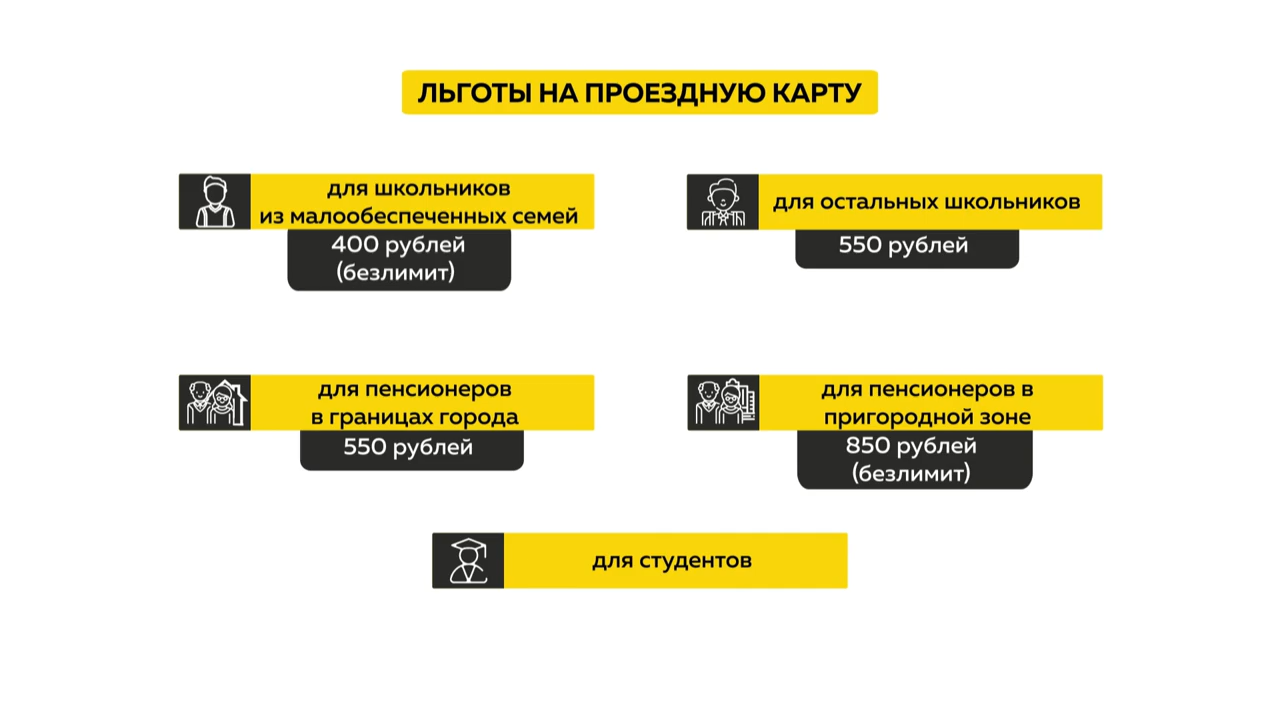 ЛЬГОТЫ НА ПРОЕЗДНУЮ КАРТУ
для школьников
из малообеспеченных семей
400 рублей
(безлимит)
для остальных школьников
550 рублей
для пенсионеров
в границах города
550 рублей
для пенсионеров в
пригородной зоне
850 рублей
(безлимит)
для студентов